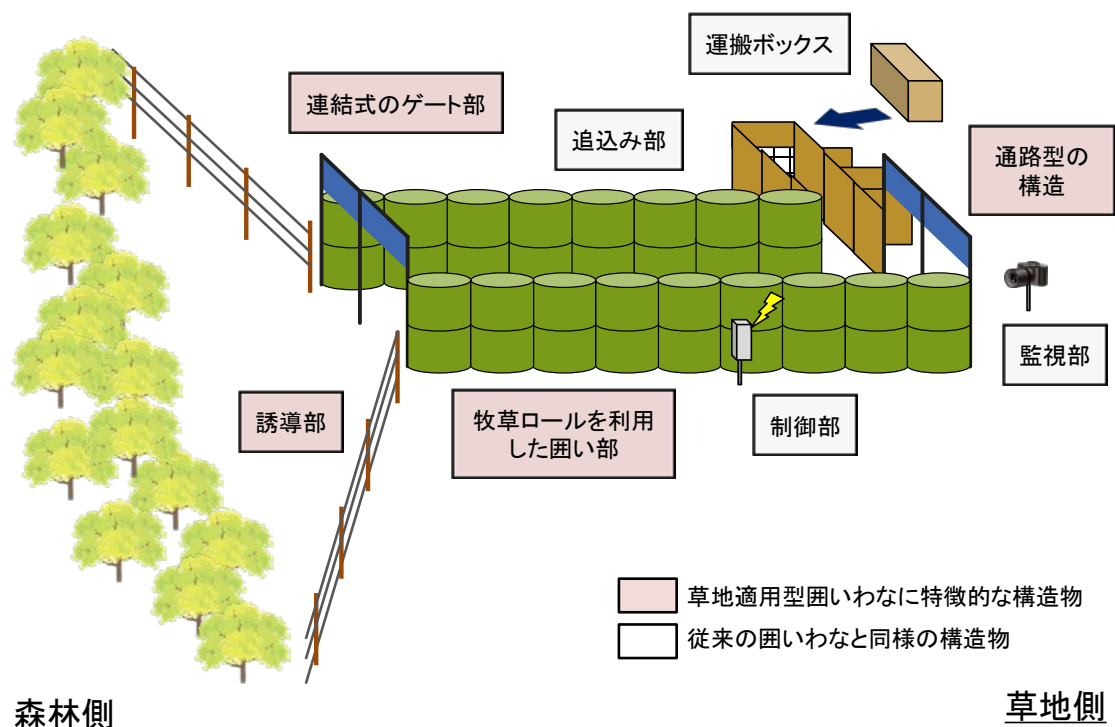 運搬ボックス
連結式のゲート部
追込み部
通路型の
構造
監視部
誘導部
牧草ロールを利用
した囲い部
制御部
草地適用型囲いわなに特徴的な構造物
従来の囲いわなと同様の構造物
森林側
草地側